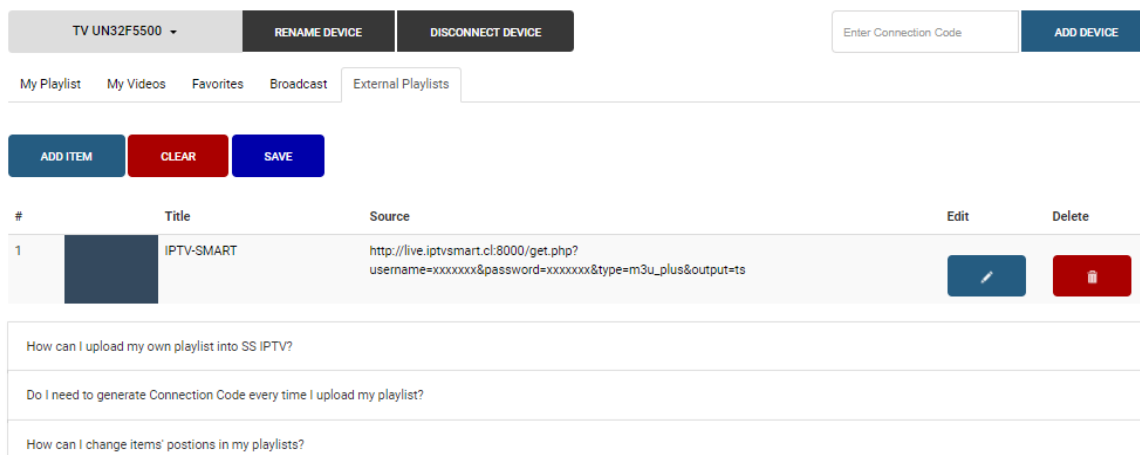 TV UN32F5500
RENAME DEVICE
DISCONNECT DEVICE
Enter Connection Code
ADD DEVICE
My Playlist
My Videos
Favorites
Broadcast
External Playlists
ADD ITEM
CLEAR
SAVE
# Title Source Edit Delete
1 IPTV-SMART http://live.iptvsmart.cl:8000/get.php?
username=xxxxxxx&password=xxxxxxx&type=m3u_plus&output=ts
How can I upload my own playlist into SS IPTV?
Do I need to generate Connection Code every time I upload my playlist?
How can I change items' postions in my playlists?